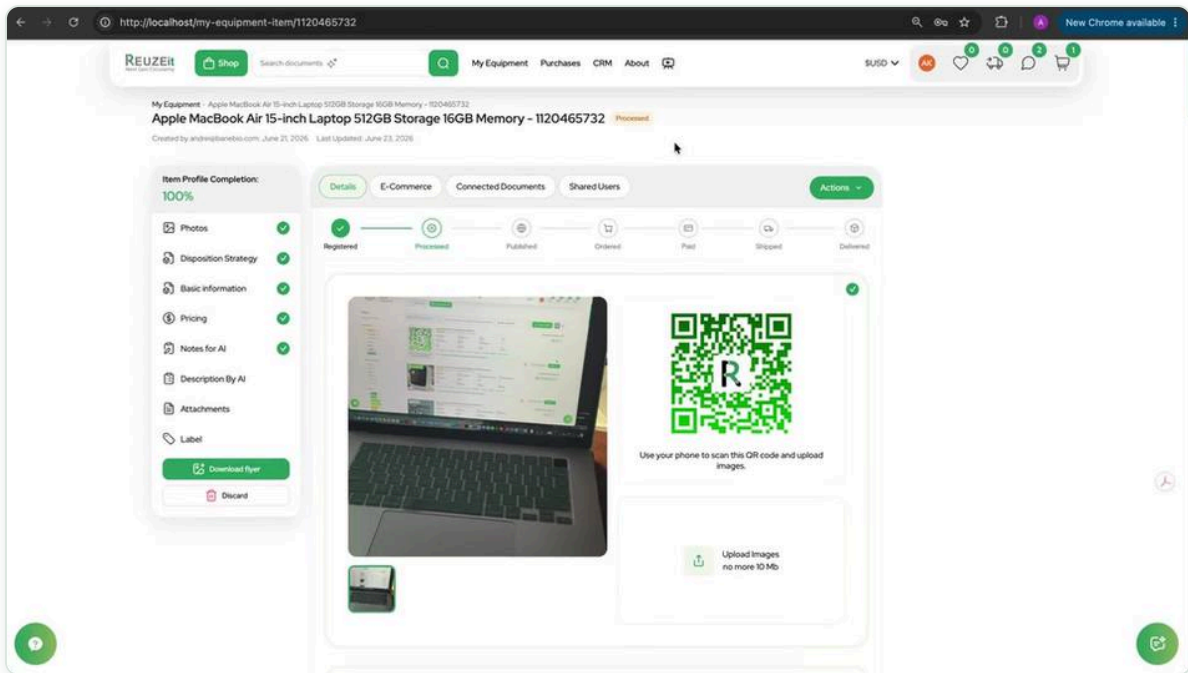 http://localhost/my-equipment-item/1120465732
New Chrome available
REUZEit
Shop
Search documents
My Equipment Purchases CRM About
$USD
AK
0
0
2
1
My Equipment - Apple MacBook Air 15-inch Laptop 512GB Storage 16GB Memory - 1120465732
Apple MacBook Air 15-inch Laptop 512GB Storage 16GB Memory - 1120465732 Processed
Last Updated: June 23, 2026
Item Profile Completion:
100%
Photos
Disposition Strategy
Basic information
Pricing
Notes for AI
Description By AI
Attachments
Label
Download flyer
Discard
Details E-Commerce Connected Documents Shared Users
Actions
Registered Processed Published Ordered Paid Shipped Delivered
R
Use your phone to scan this QR code and upload
images.
Upload Images
no more 10 Mb